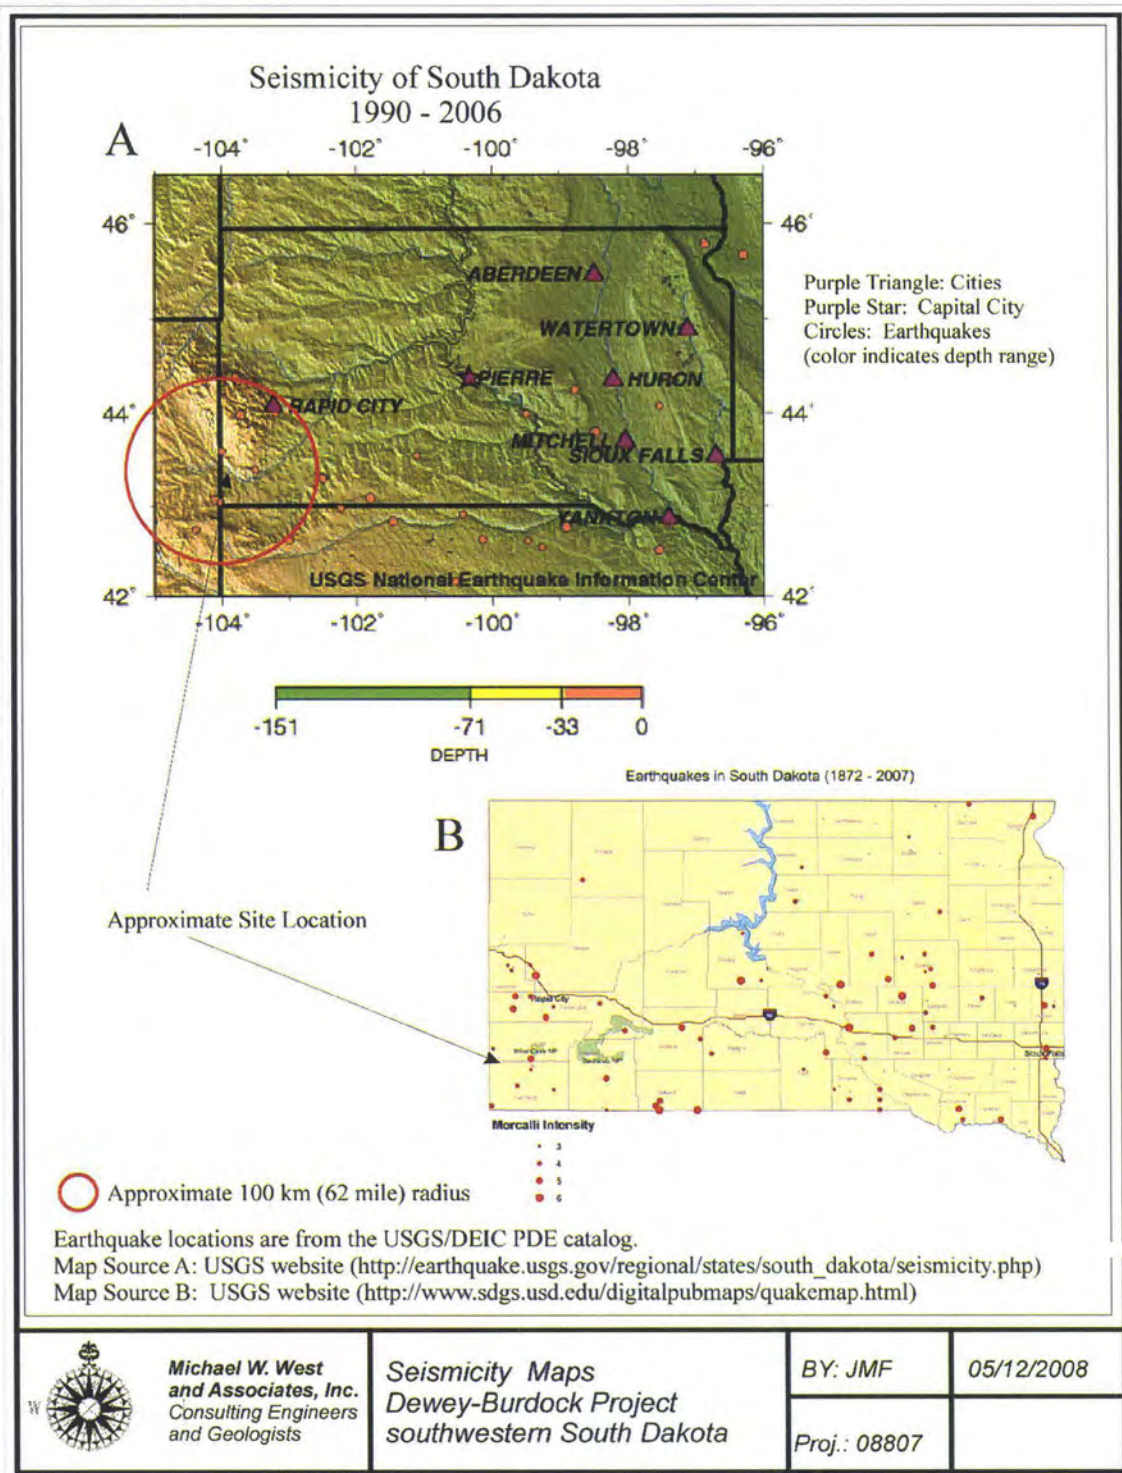 Seismicity of South Dakota
1990 - 2006
A
-104° -102° -100° -98° -96°
46° 46°
ABERDEEN
WATERTOWN
PIERRE HURON
44° RAPID CITY 44°
MITCHELL
SIOUX FALLS
YANKTON
USGS National Earthquake Information Center
42° 42°
-104° -102° -100° -98° -96°
Purple Triangle: Cities
Purple Star: Capital City
Circles: Earthquakes
(color indicates depth range)
-151 -71 -33 0
DEPTH
Earthquakes in South Dakota (1872 - 2007)
B
Approximate Site Location
Rapid City
Sioux Falls
Morcalli Intensity
3
4
5
6
Approximate 100 km (62 mile) radius
Earthquake locations are from the USGS/DEIC PDE catalog.
Map Source A: USGS website (http://earthquake.usgs.gov/regional/states/south_dakota/seismicity.php)
Map Source B: USGS website (http://www.sdgs.usd.edu/digitalpubmaps/quakemap.html)
W
Michael W. West
and Associates, Inc.
Consulting Engineers
and Geologists
Seismicity Maps
Dewey-Burdock Project
southwestern South Dakota
BY: JMF
05/12/2008
Proj.: 08807